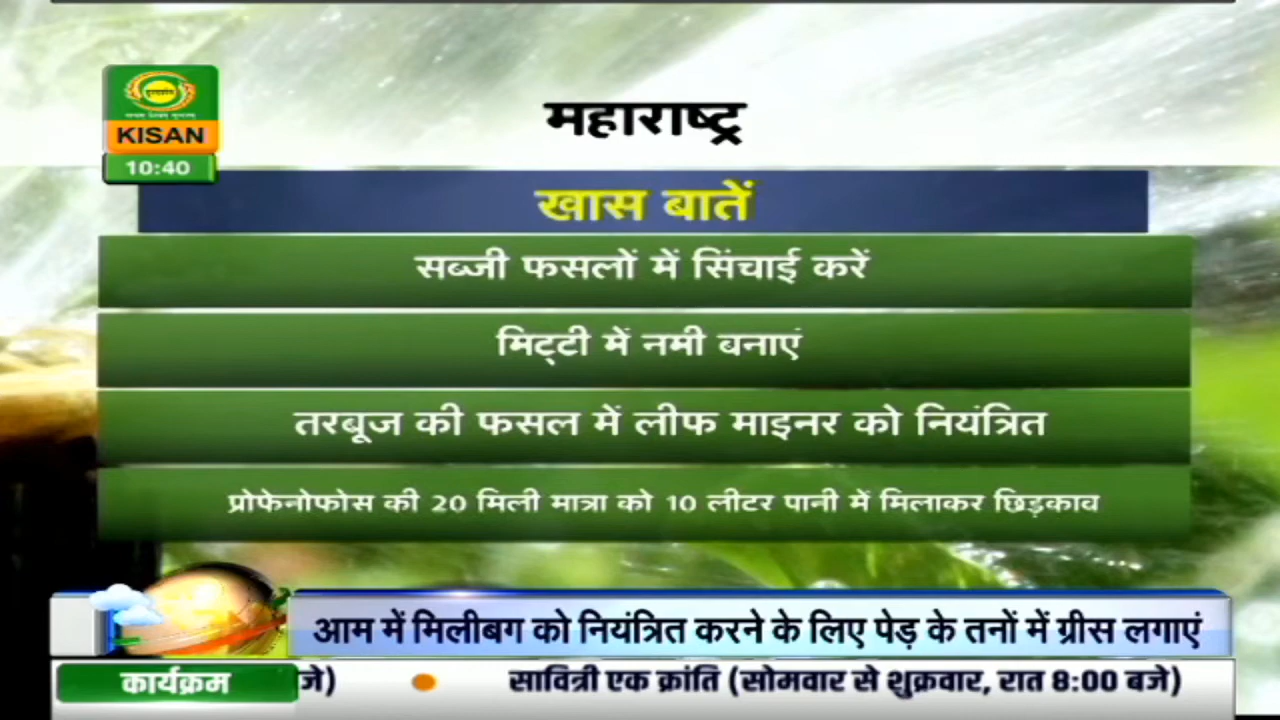 महाराष्ट्र
KISAN
10:40
खास बातें
सब्जी फसलों में सिंचाई करें
मिट्टी में नमी बनाएं
तरबूज की फसल में लीफ माइनर को नियंत्रित
प्रोफेनोफोस की 20 मिली मात्रा को 10 लीटर पानी में मिलाकर छिड़काव
आम में मिलीबग को नियंत्रित करने के लिए पेड़ के तनों में ग्रीस लगाएं
कार्यक्रम जे) सावित्री एक क्रांति (सोमवार से शुक्रवार, रात 8:00 बजे)